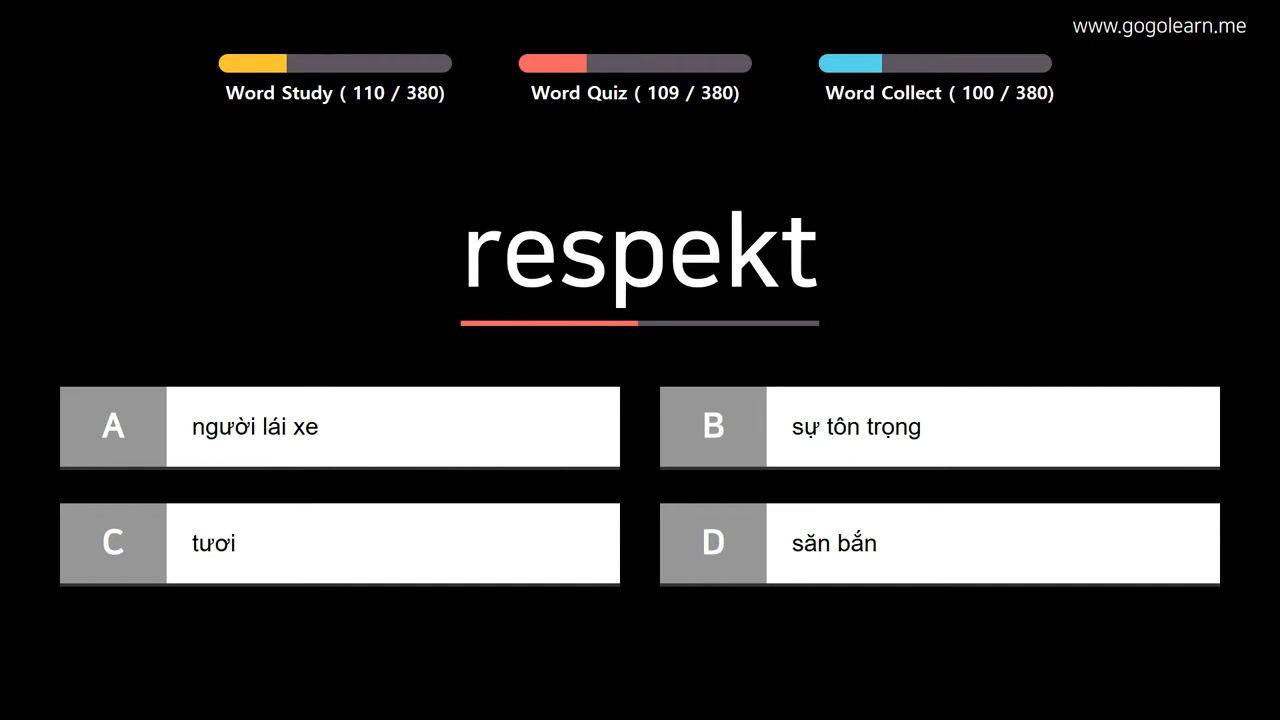 www.gogolearn.me
Word Study ( 110 / 380)
Word Quiz ( 109 / 380)
Word Collect ( 100 / 380)
respekt
A người lái xe
B sự tôn trọng
C tươi
D săn bắn